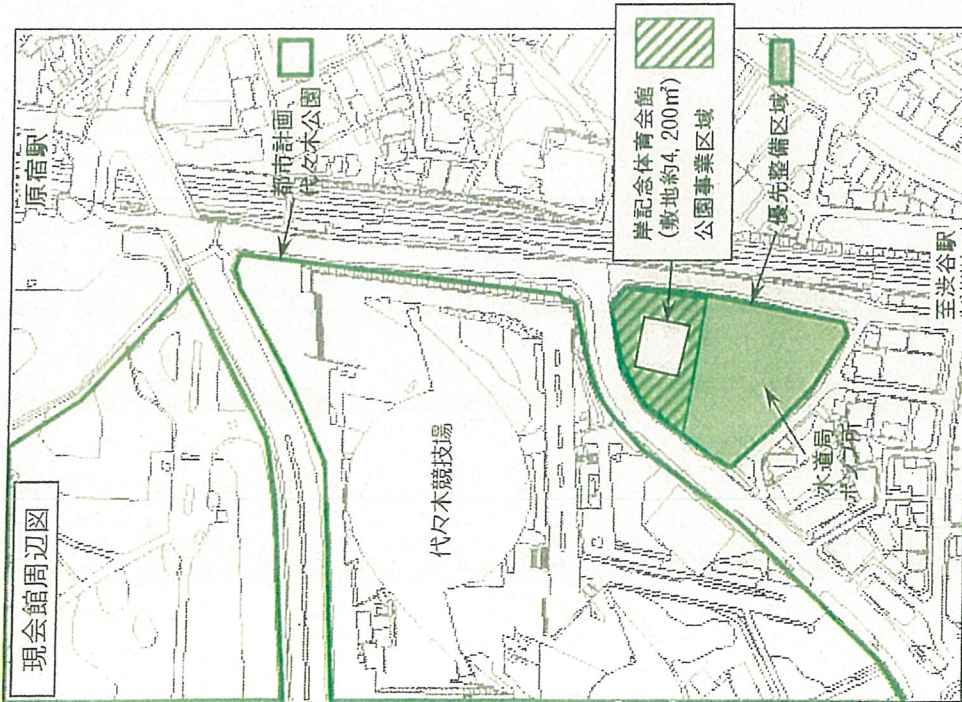 現会館周辺図
原宿駅
都市計画
代々木公園
代々木競技場
岸記念体育会館
(敷地約4,200㎡)
公園事業区域
優先整備区域
水道局
ポンプ所
至渋谷駅